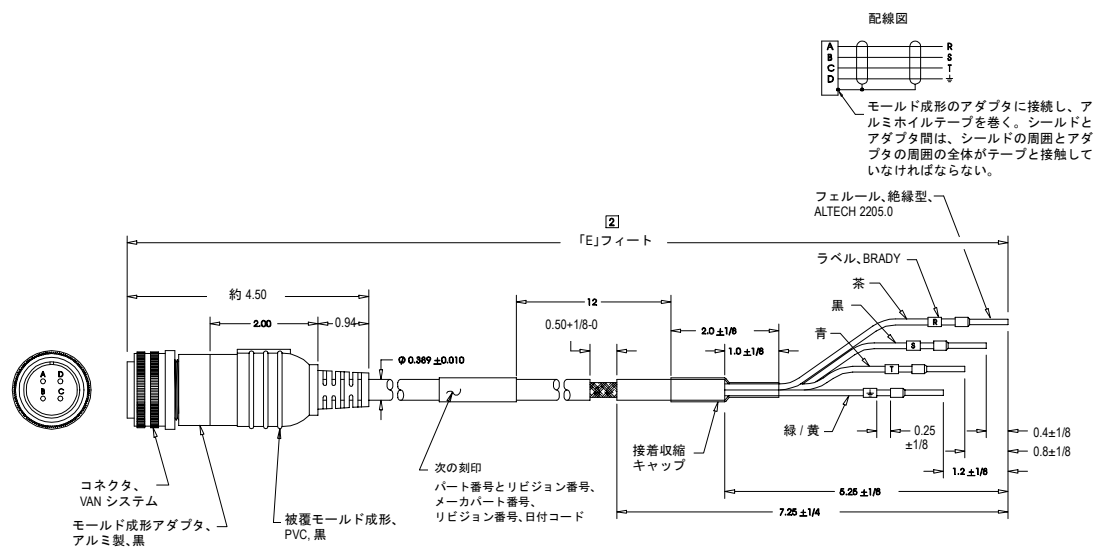 配線図
A
B
C
D
R
S
T
モールド成形のアダプタに接続し、ア
ルミホイルテープを巻く。シールドと
アダプタ間は、シールドの周囲とアダ
プタの周囲の全体がテープと接触して
いなければならない。
フェルール、絶縁型、
ALTECH 2205.0
2
「E」フィート
ラベル、BRADY
茶
黒
青
緑 / 黄
約 4.50
2.00
0.94
12
0.50+1/8-0
2.0 ±1/8
1.0 ±1/8
Φ 0.389 ±0.010
R
S
T
A D
B C
0.25
±1/8
0.4±1/8
0.8±1/8
1.2 ±1/8
5.25 ±1/8
7.25 ±1/4
接着収縮
キャップ
次の刻印
パート番号とリビジョン番号、
メーカパート番号、
リビジョン番号、日付コード
コネクタ、
VAN システム
モールド成形アダプタ、
アルミ製、黒
被覆モールド成形、
PVC, 黒